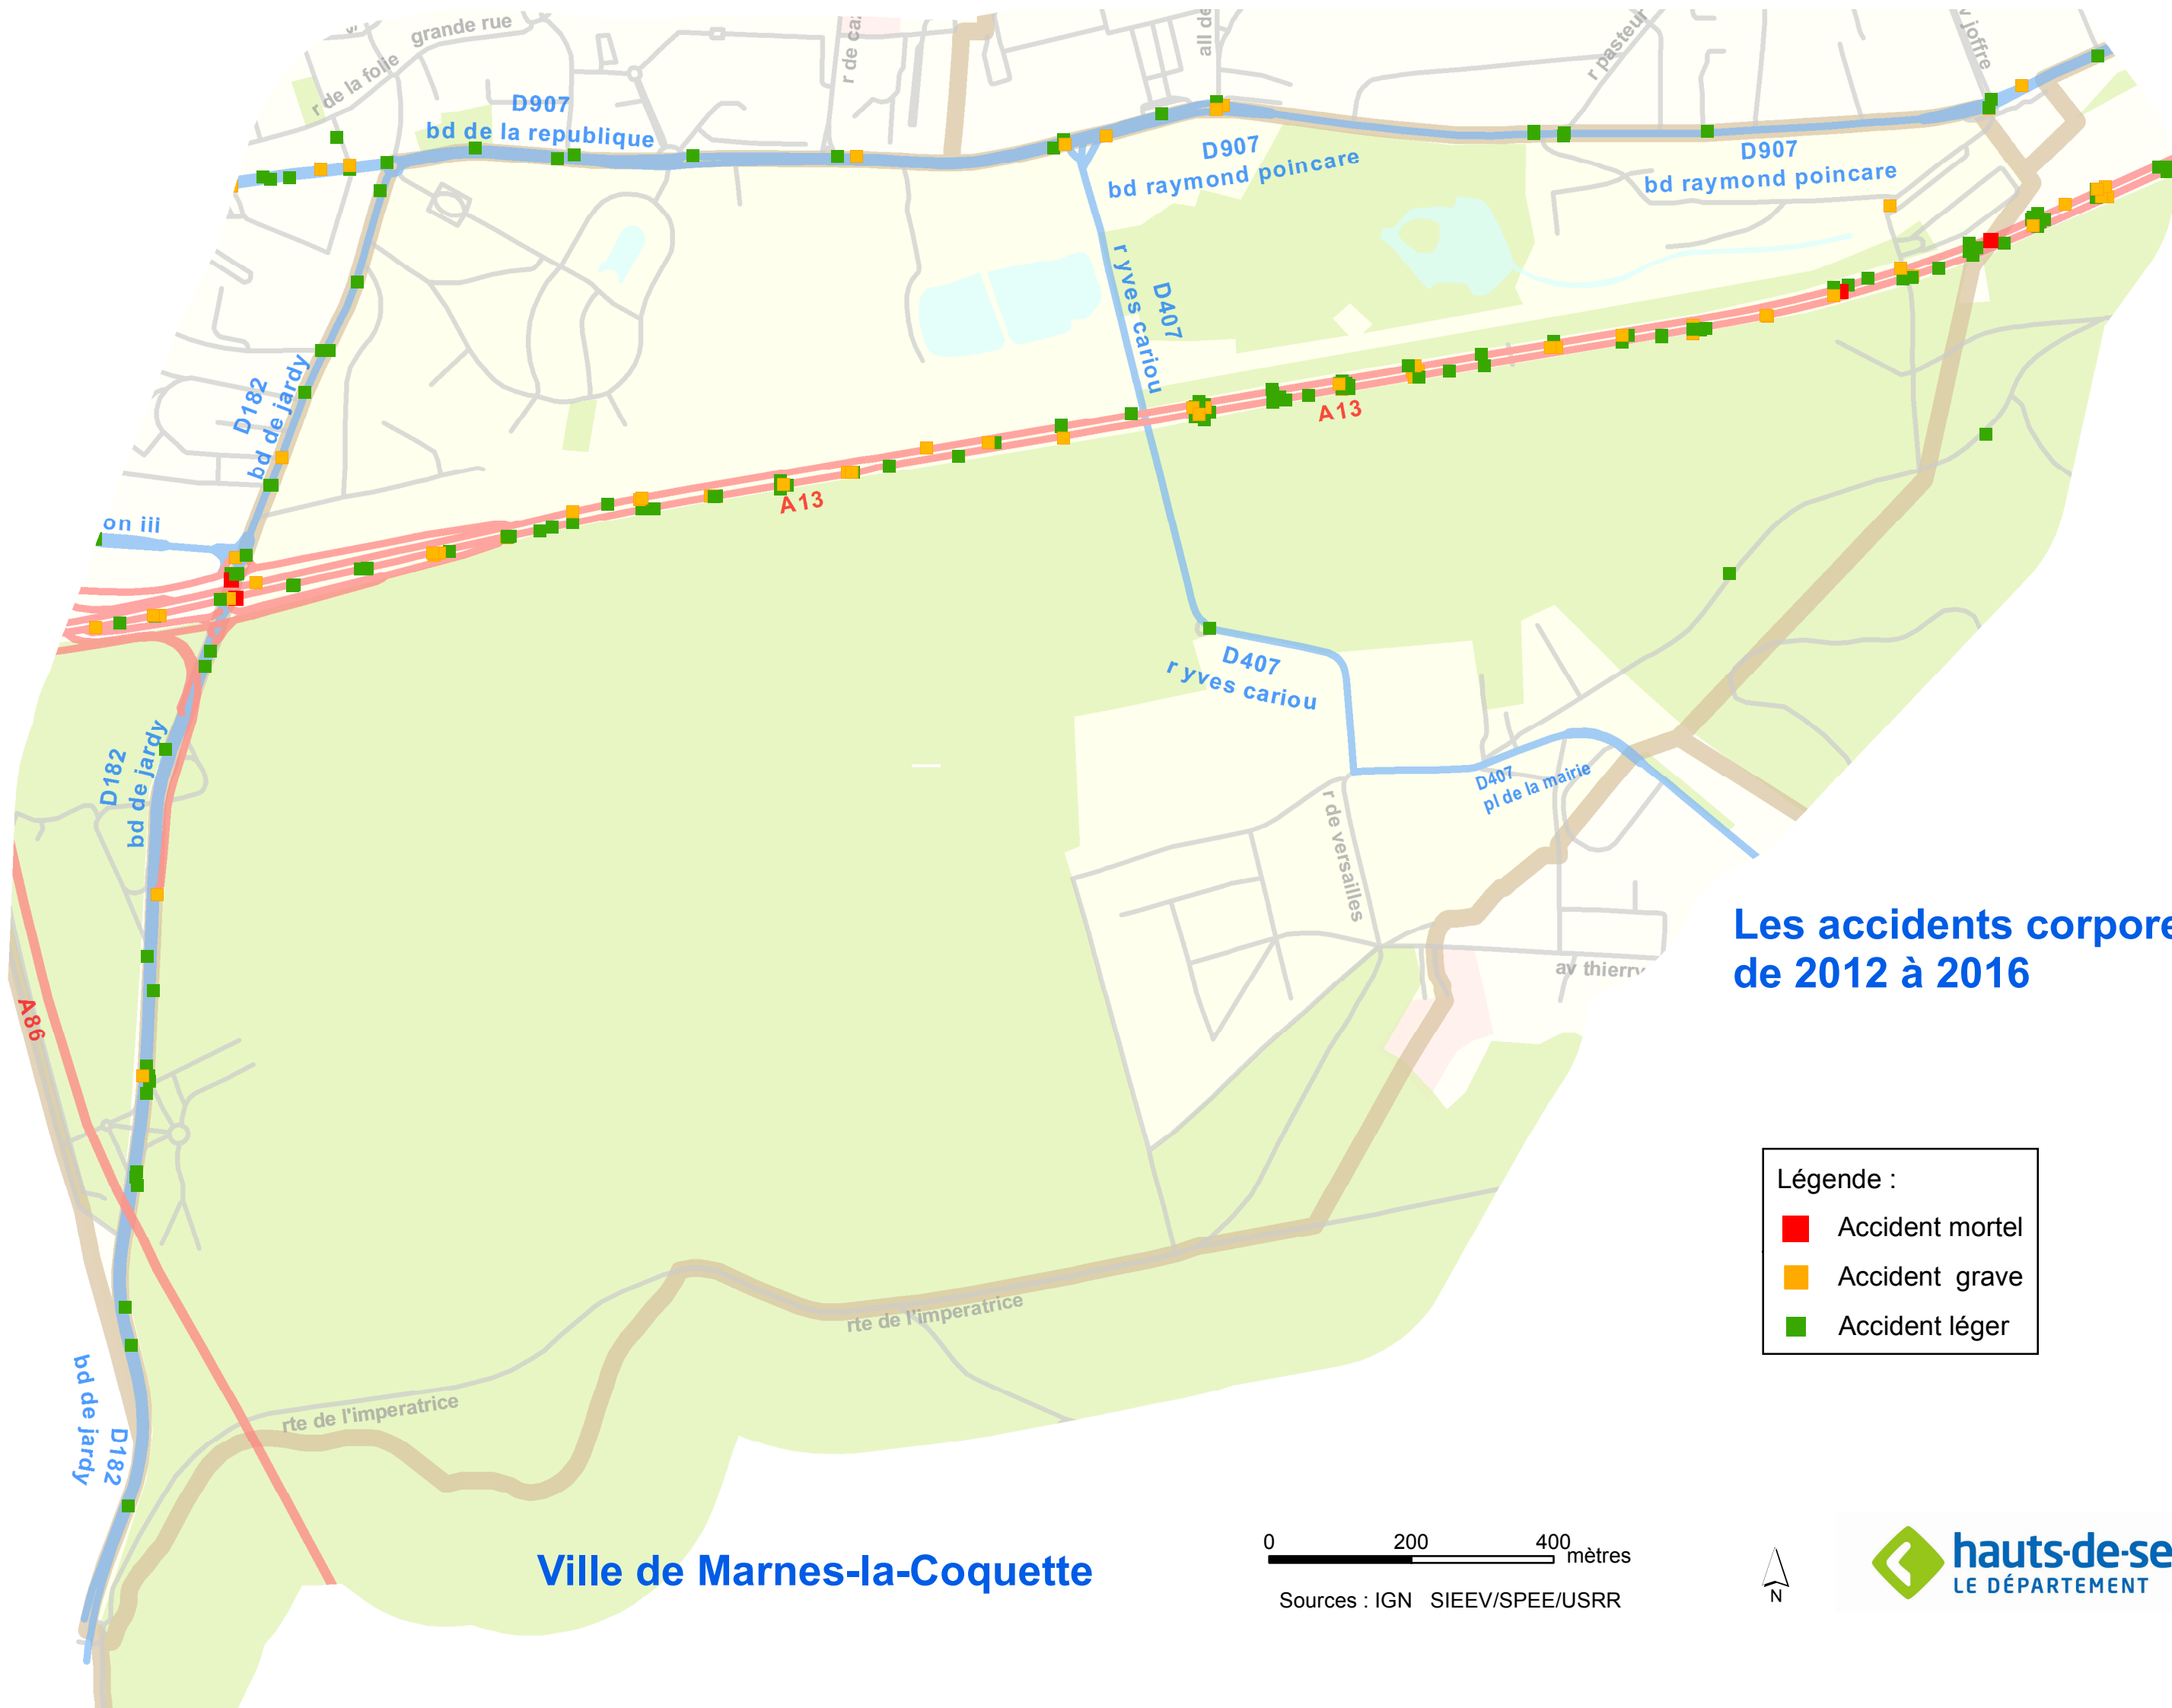 grande rue
r de la folie
D907
bd de la republique
r de ca
all de
r pasteur
v joffre
D907
bd raymond poincare
D907
bd raymond poincare
r yves cariou
D407
D182
bd de jardy
A13
A13
on iii
D407
r yves cariou
D182
bd de jardy
D407
pl de la mairie
r de versailles
av thierry
A86
Les accidents corpore
de 2012 à 2016
Légende :
Accident mortel
Accident grave
Accident léger
rte de l'imperatrice
rte de l'imperatrice
bd de jardy
D182
Ville de Marnes-la-Coquette
0 200 400 mètres
Sources : IGN SIEEV/SPEE/USRR
N
hauts-de-se
LE DÉPARTEMENT